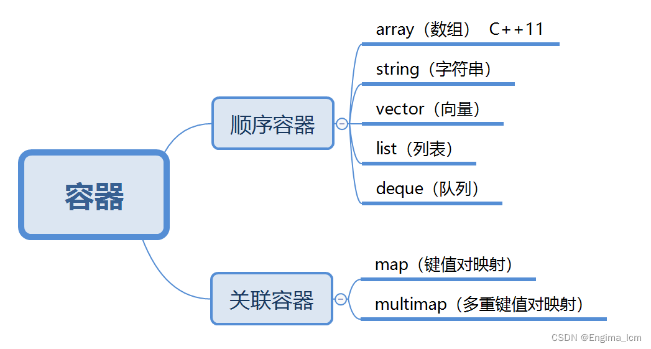 容器
顺序容器
array（数组） C++11
string（字符串）
vector（向量）
list（列表）
deque（队列）
关联容器
map（键值对映射）
multimap（多重键值对映射）
CSDN @Engima_lcm